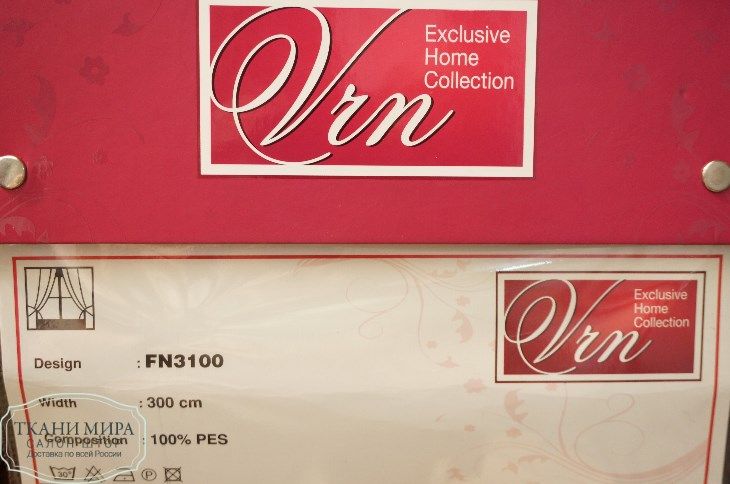 Vrn
Exclusive
Home
Collection
Vrn
Exclusive
Home
Collection
Design : FN3100
Width : 300 cm
Composition : 100% PES
ТКАНИ МИРА
САЛОН ШТОР
Доставка по всей России
30°
P